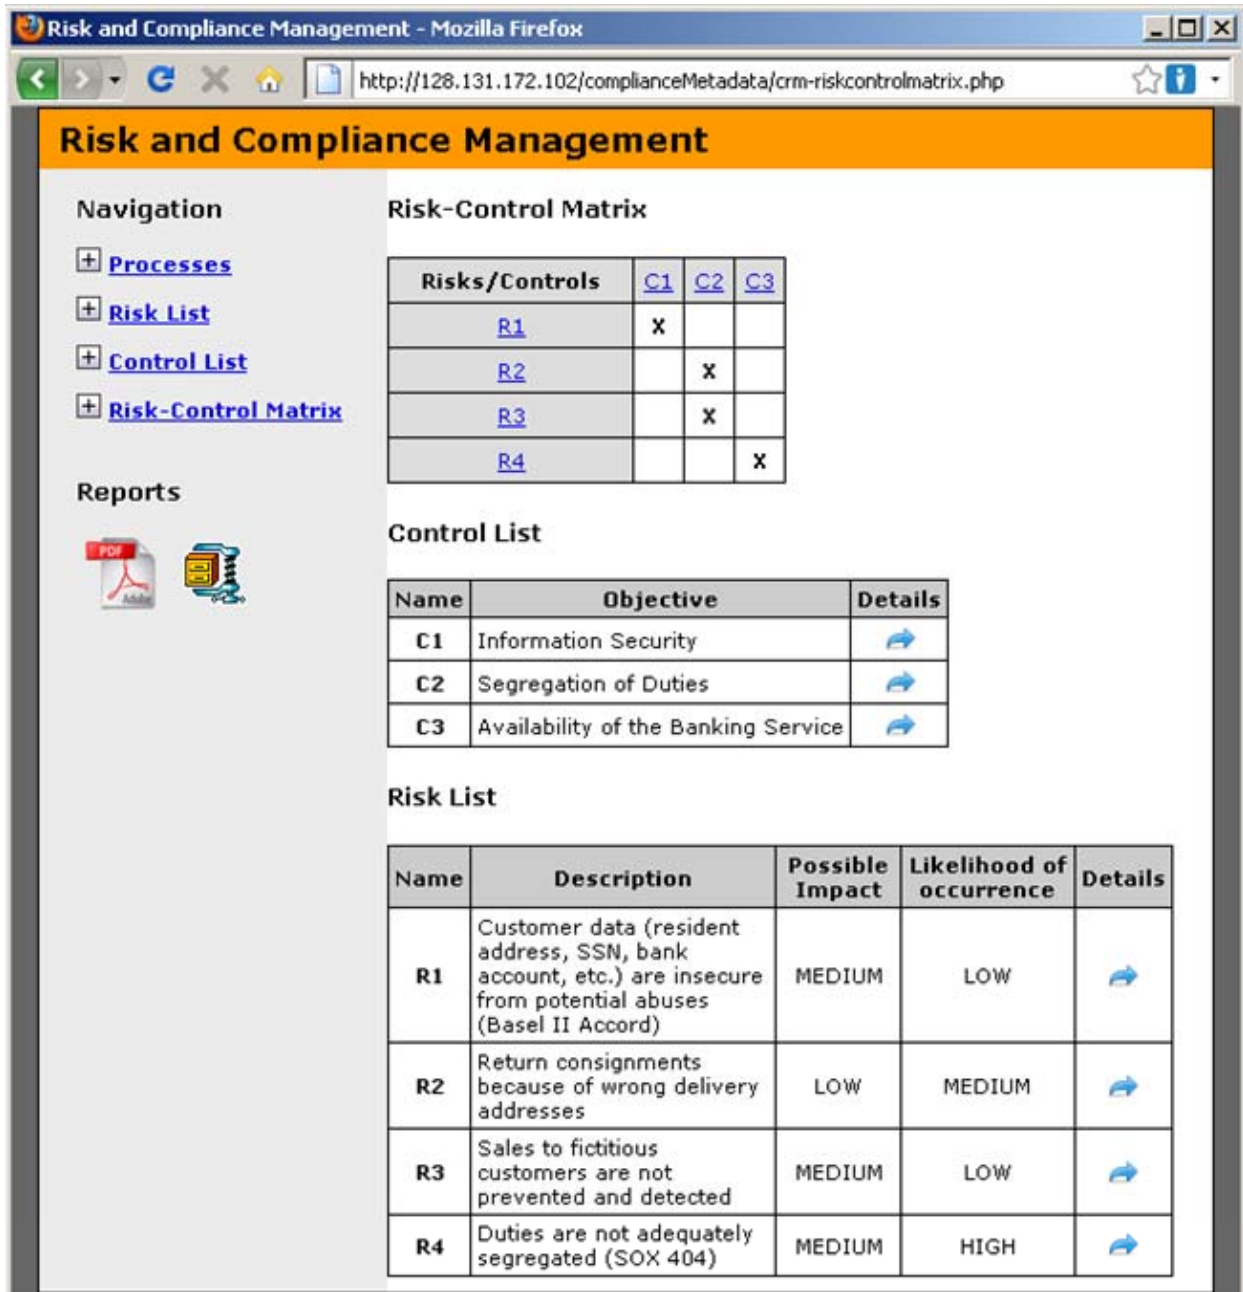 Risk and Compliance Management - Mozilla Firefox
http://128.131.172.102/complianceMetadata/crm-riskcontrolmatrix.php
Risk and Compliance Management
Navigation
Processes
Risk List
Control List
Risk-Control Matrix
Reports
PDF
Adobe
Risk-Control Matrix
Risks/Controls C1 C2 C3
R1 X
R2 X
R3 X
R4 X
Control List
Name Objective Details
C1 Information Security
C2 Segregation of Duties
C3 Availability of the Banking Service
Risk List
Name Description Possible Impact Likelihood of occurrence Details
R1 Customer data (resident
address, SSN, bank
account, etc.) are insecure MEDIUM LOW
from potential abuses
(Basel II Accord)
Return consignments
R2 because of wrong delivery LOW MEDIUM
addresses
Sales to fictitious
R3 customers are not MEDIUM LOW
prevented and detected
R4 Duties are not adequately MEDIUM HIGH
segregated (SOX 404)